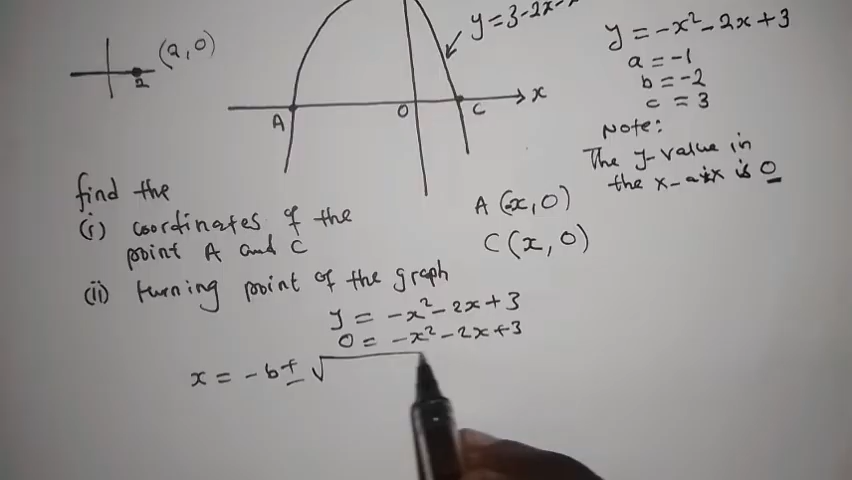 (2,0)
2
y=3-2x-x
A
O
C
x
y = -x² - 2x + 3
a = -1
b = -2
c = 3
Note:
The y-value in
the x-axix is 0
find the
(i) coordinates of the
point A and C
A (-x, 0)
C (x, 0)
(ii) turning point of the graph
y = -x² - 2x + 3
0 = -x² - 2x + 3
x = -b ± √